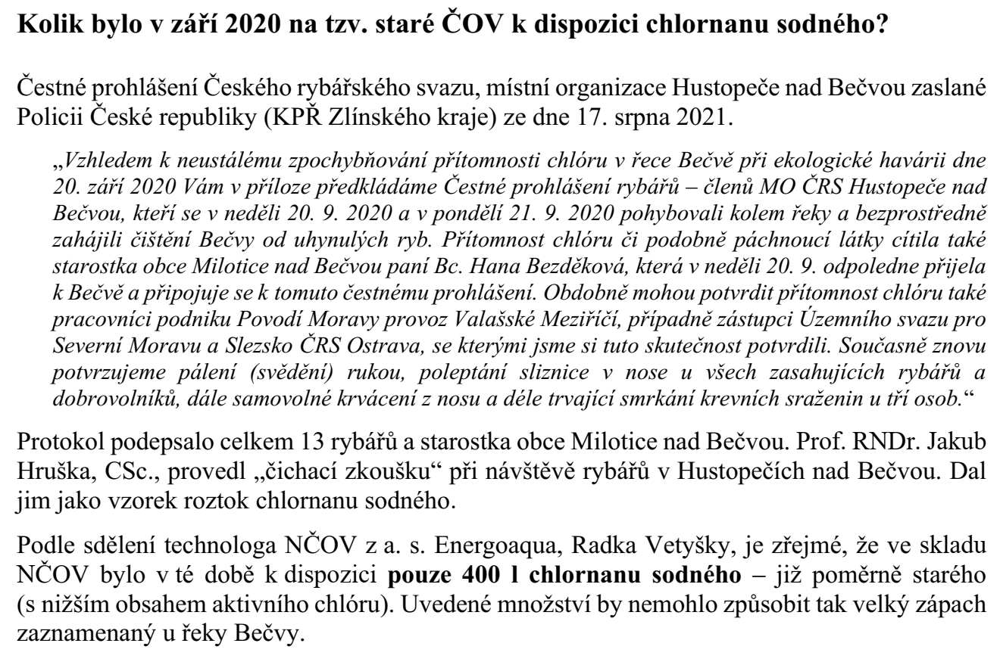 Kolik bylo v září 2020 na tzv. staré ČOV k dispozici chlornanu sodného?
Čestné prohlášení Českého rybářského svazu, místní organizace Hustopeče nad Bečvou zaslané
Policii České republiky (KPŘ Zlínského kraje) ze dne 17. srpna 2021.
„Vzhledem k neustálému zpochybňování přítomnosti chlóru v řece Bečvě při ekologické havárii dne
20. září 2020 Vám v příloze předkládáme Čestné prohlášení rybářů – členů MO ČRS Hustopeče nad
Bečvou, kteří se v neděli 20. 9. 2020 a v pondělí 21. 9. 2020 pohybovali kolem řeky a bezprostředně
zahájili čištění Bečvy od uhynulých ryb. Přítomnost chlóru či podobně páchnoucí látky cítila také
starostka obce Milotice nad Bečvou paní Bc. Hana Bezděková, která v neděli 20. 9. odpoledne přijela
k Bečvě a připojuje se k tomuto čestnému prohlášení. Obdobně mohou potvrdit přítomnost chlóru také
pracovníci podniku Povodí Moravy provoz Valašské Meziříčí, případně zástupci Územního svazu pro
Severní Moravu a Slezsko ČRS Ostrava, se kterými jsme si tuto skutečnost potvrdili. Současně znovu
potvrzujeme pálení (svědění) rukou, poleptání sliznice v nose u všech zasahujících rybářů a
dobrovolníků, dále samovolné krvácení z nosu a déle trvající smrkání krevních sraženin u tří osob.“
Protokol podepsalo celkem 13 rybářů a starostka obce Milotice nad Bečvou. Prof. RNDr. Jakub
Hruška, CSc., provedl „čichací zkoušku“ při návštěvě rybářů v Hustopečích nad Bečvou. Dal
jim jako vzorek roztok chlornanu sodného.
Podle sdělení technologa NČOV z a. s. Energoaqua, Radka Vetyšky, je zřejmé, že ve skladu
NČOV bylo v té době k dispozici pouze 400 l chlornanu sodného – již poměrně starého
(s nižším obsahem aktivního chlóru). Uvedené množství by nemohlo způsobit tak velký zápach
zaznamenaný u řeky Bečvy.